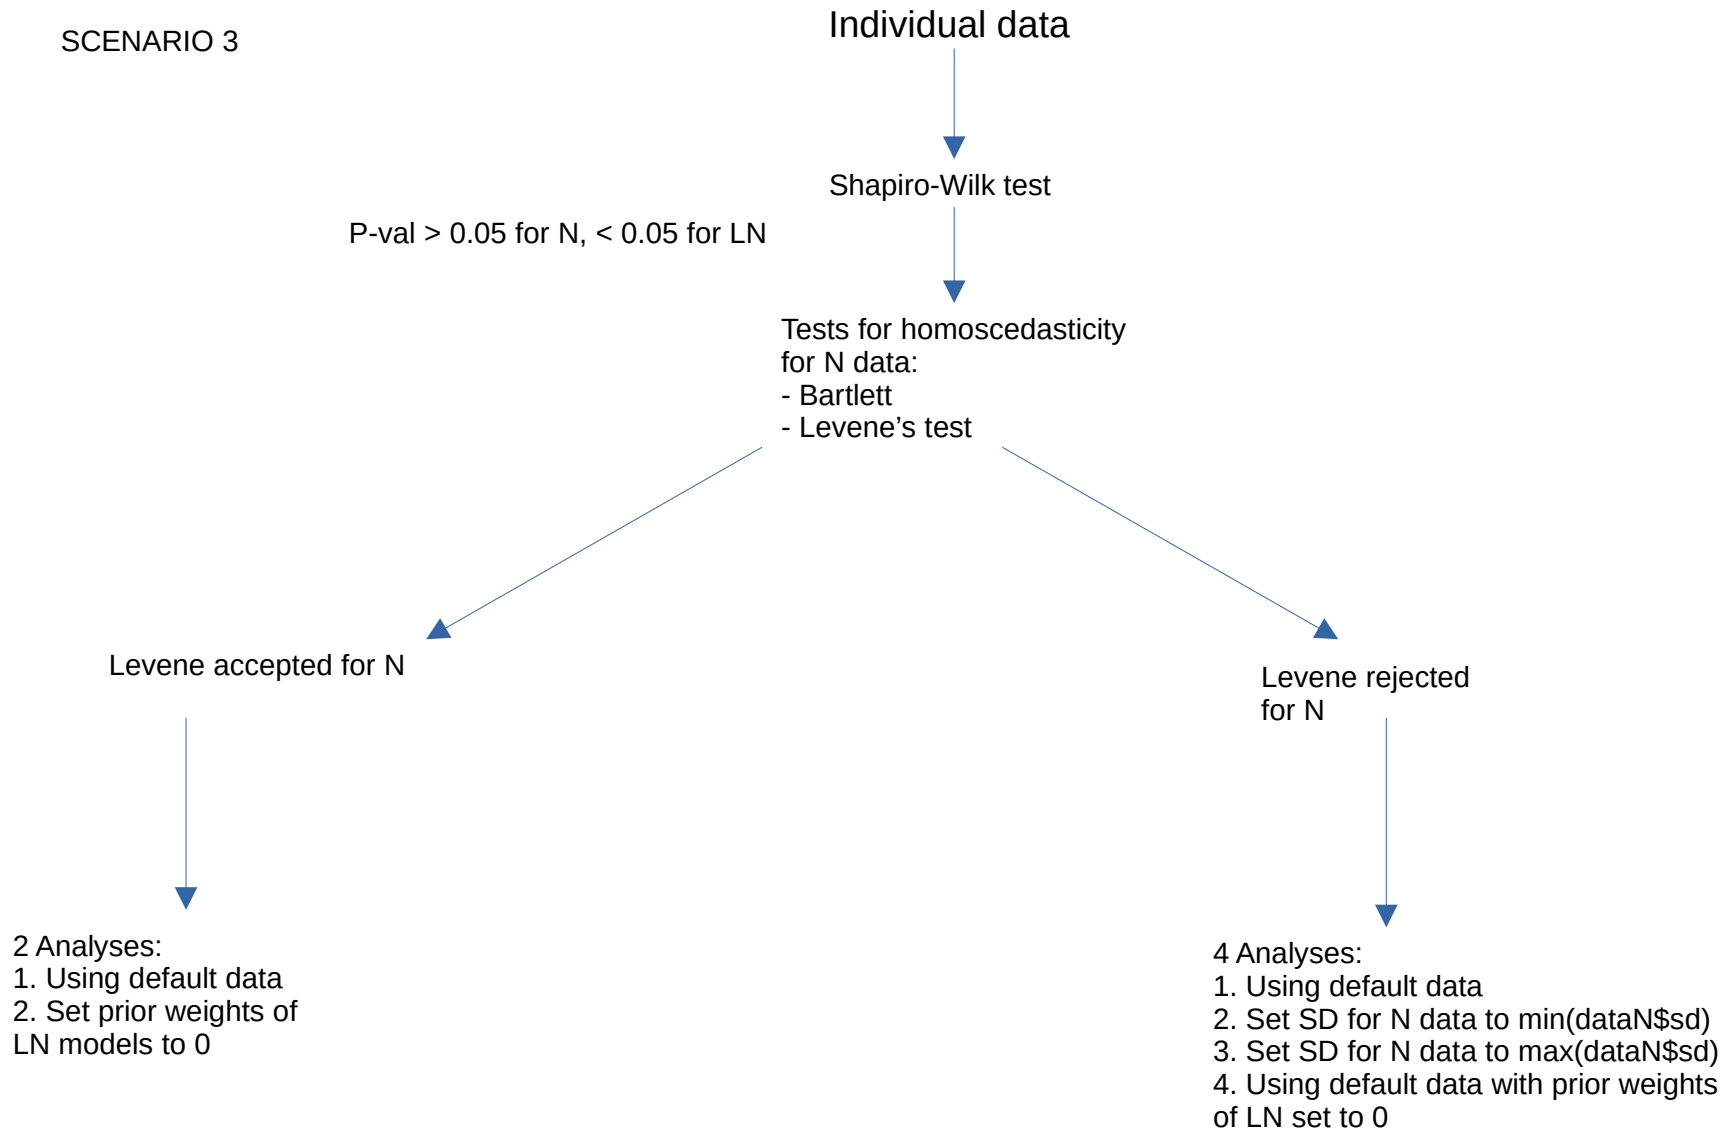 SCENARIO 3
Individual data
Shapiro-Wilk test
P-val > 0.05 for N, < 0.05 for LN
Tests for homoscedasticity
for N data:
- Bartlett
- Levene’s test
Levene accepted for N
Levene rejected
for N
2 Analyses:
1. Using default data
2. Set prior weights of
LN models to 0
4 Analyses:
1. Using default data
2. Set SD for N data to min(dataN$sd)
3. Set SD for N data to max(dataN$sd)
4. Using default data with prior weights
of LN set to 0